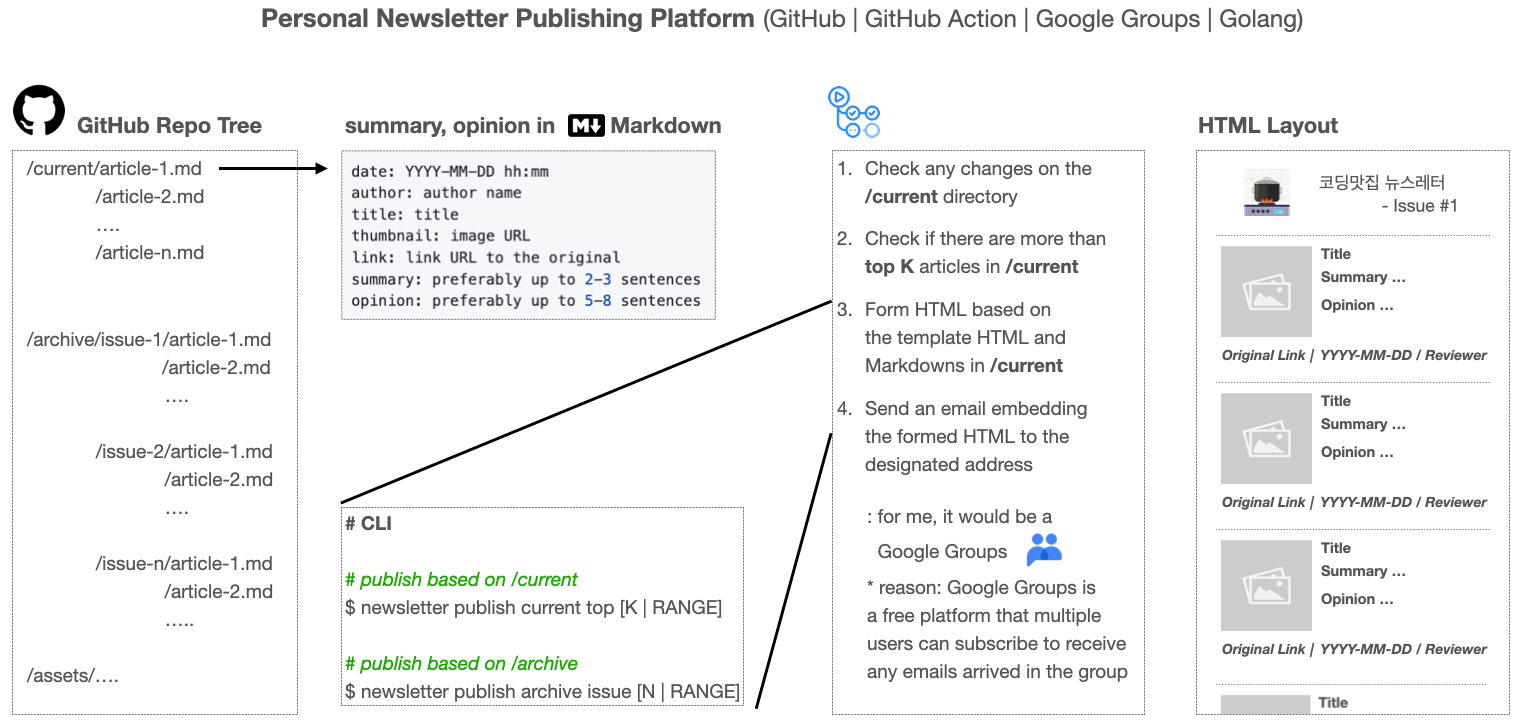 Personal Newsletter Publishing Platform (GitHub | GitHub Action | Google Groups | Golang)
GitHub Repo Tree
/current/article-1.md
/article-2.md
....
/article-n.md
/archive/issue-1/article-1.md
/article-2.md
....
/issue-2/article-1.md
/article-2.md
....
/issue-n/article-1.md
/article-2.md
.....
/assets/....
summary, opinion in M Markdown
date: YYYY-MM-DD hh:mm
author: author name
title: title
thumbnail: image URL
link: link URL to the original
summary: preferably up to 2-3 sentences
opinion: preferably up to 5-8 sentences
# CLI
# publish based on /current
$ newsletter publish current top [K | RANGE]
# publish based on /archive
$ newsletter publish archive issue [N | RANGE]
1. Check any changes on the
/current directory
2. Check if there are more than
top K articles in /current
3. Form HTML based on
the template HTML and
Markdowns in /current
4. Send an email embedding
the formed HTML to the
designated address
: for me, it would be a
Google Groups
* reason: Google Groups is
a free platform that multiple
users can subscribe to receive
any emails arrived in the group
HTML Layout
코딩맛집 뉴스레터
- Issue #1
Title
Summary ...
Opinion ...
Original Link | YYYY-MM-DD / Reviewer
Title
Summary ...
Opinion ...
Original Link | YYYY-MM-DD / Reviewer
Title
Summary ...
Opinion ...
Original Link | YYYY-MM-DD / Reviewer
Title